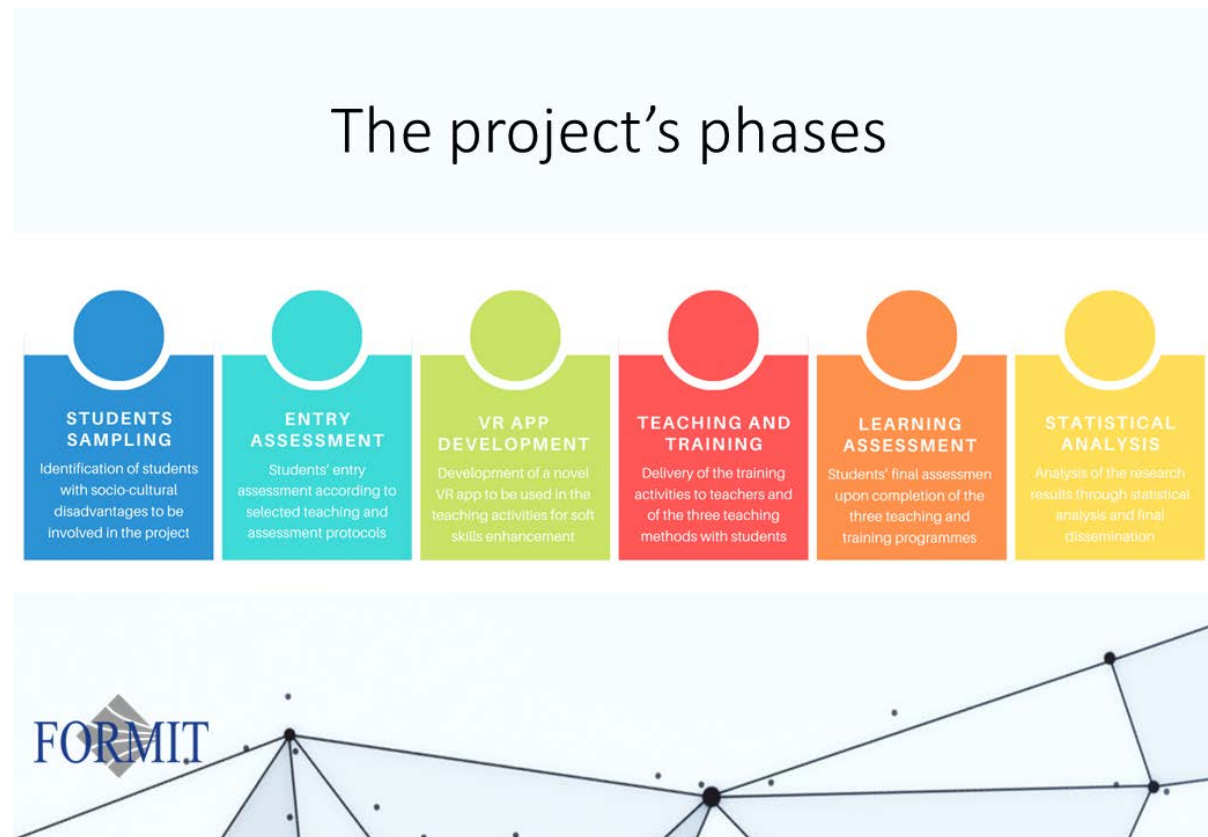 The project's phases
STUDENTS
SAMPLING
Identification of students
with socio-cultural
disadvantages to be
involved in the project
ENTRY
ASSESSMENT
Students' entry
assessment according to
selected teaching and
assessment protocols
VR APP
DEVELOPMENT
Development of a novel
VR app to be used in the
teaching activities for soft
skills enhancement
TEACHING AND
TRAINING
Delivery of the training
activities to teachers and
of the three teaching
methods with students
LEARNING
ASSESSMENT
Students' final assessmen
upon completion of the
three teaching and
training programmes
STATISTICAL
ANALYSIS
Analysis of the research
results through statistical
analysis and final
dissemination
FORMIT